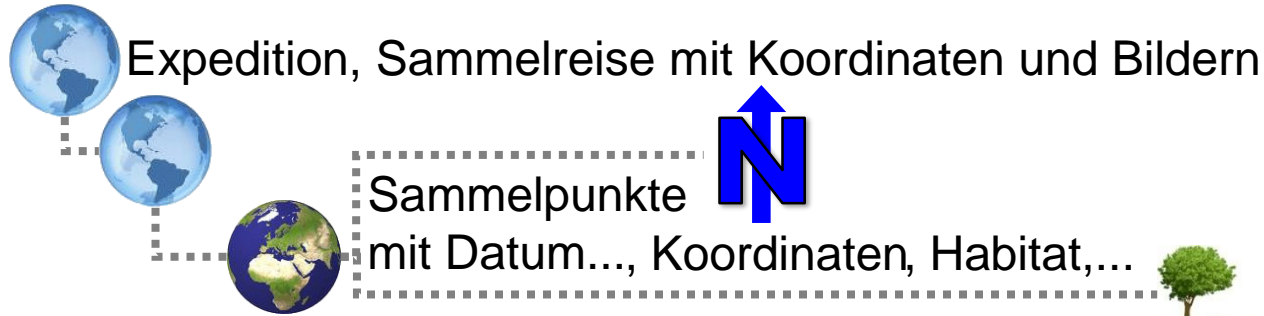 Expedition, Sammelreise mit Koordinaten und Bildern
N
Sammelpunkte
mit Datum..., Koordinaten, Habitat,...